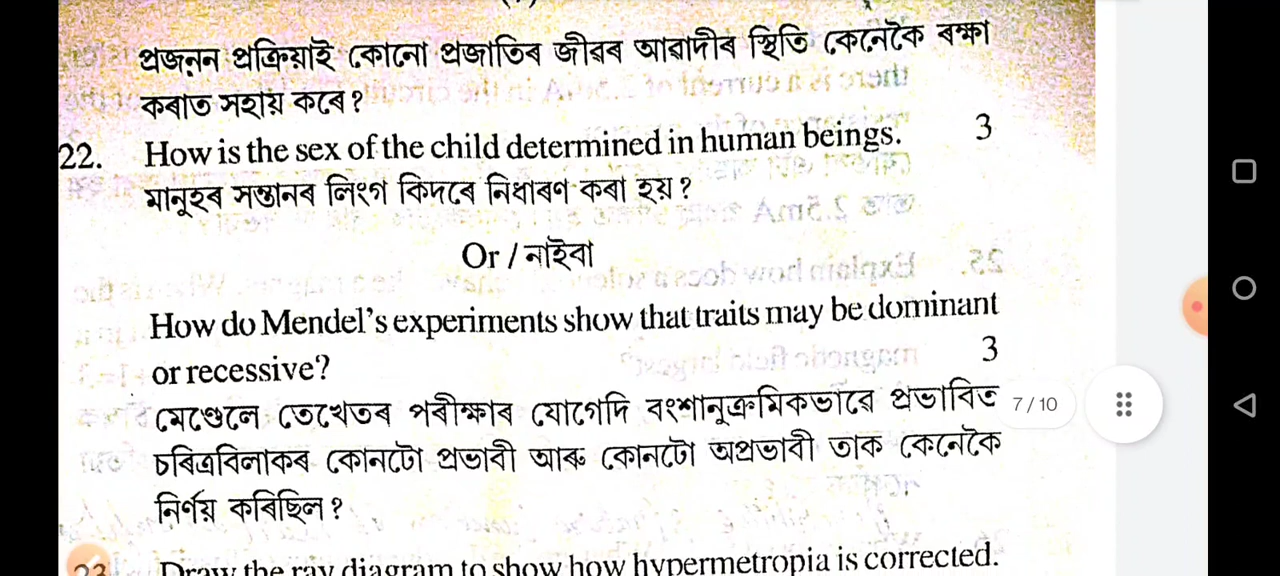 প্ৰজনন প্ৰক্ৰিয়াই কোনো প্ৰজাতিৰ জীৱৰ আৱাদীৰ স্থিতি কেনেকৈ ৰক্ষা
কৰাত সহায় কৰে?
22. How is the sex of the child determined in human beings. 3
মানুহৰ সন্তানৰ লিংগ কিদৰে নিধাৰণ কৰা হয়?
Or / নাইবা
How do Mendel's experiments show that traits may be dominant
or recessive? 3
মেণ্ডেলে তেখেতৰ পৰীক্ষাৰ যোগেদি বংশানুক্ৰমিকভাৱে প্ৰভাবিত
7 / 10
চৰিত্ৰবিলাকৰ কোনটো প্ৰভাবী আৰু কোনটো অপ্ৰভাবী তাক কেনেকৈ
নিৰ্ণয় কৰিছিল?
23. Draw the ray diagram to show how hypermetropia is corrected.